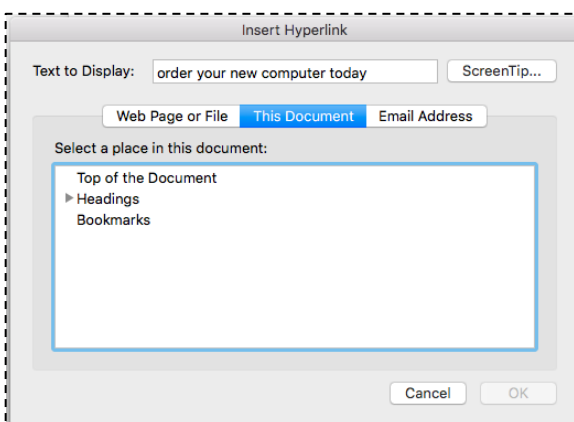 Insert Hyperlink
Text to Display: order your new computer today ScreenTip...
Web Page or File This Document Email Address
Select a place in this document:
Top of the Document
Headings
Bookmarks
Cancel OK